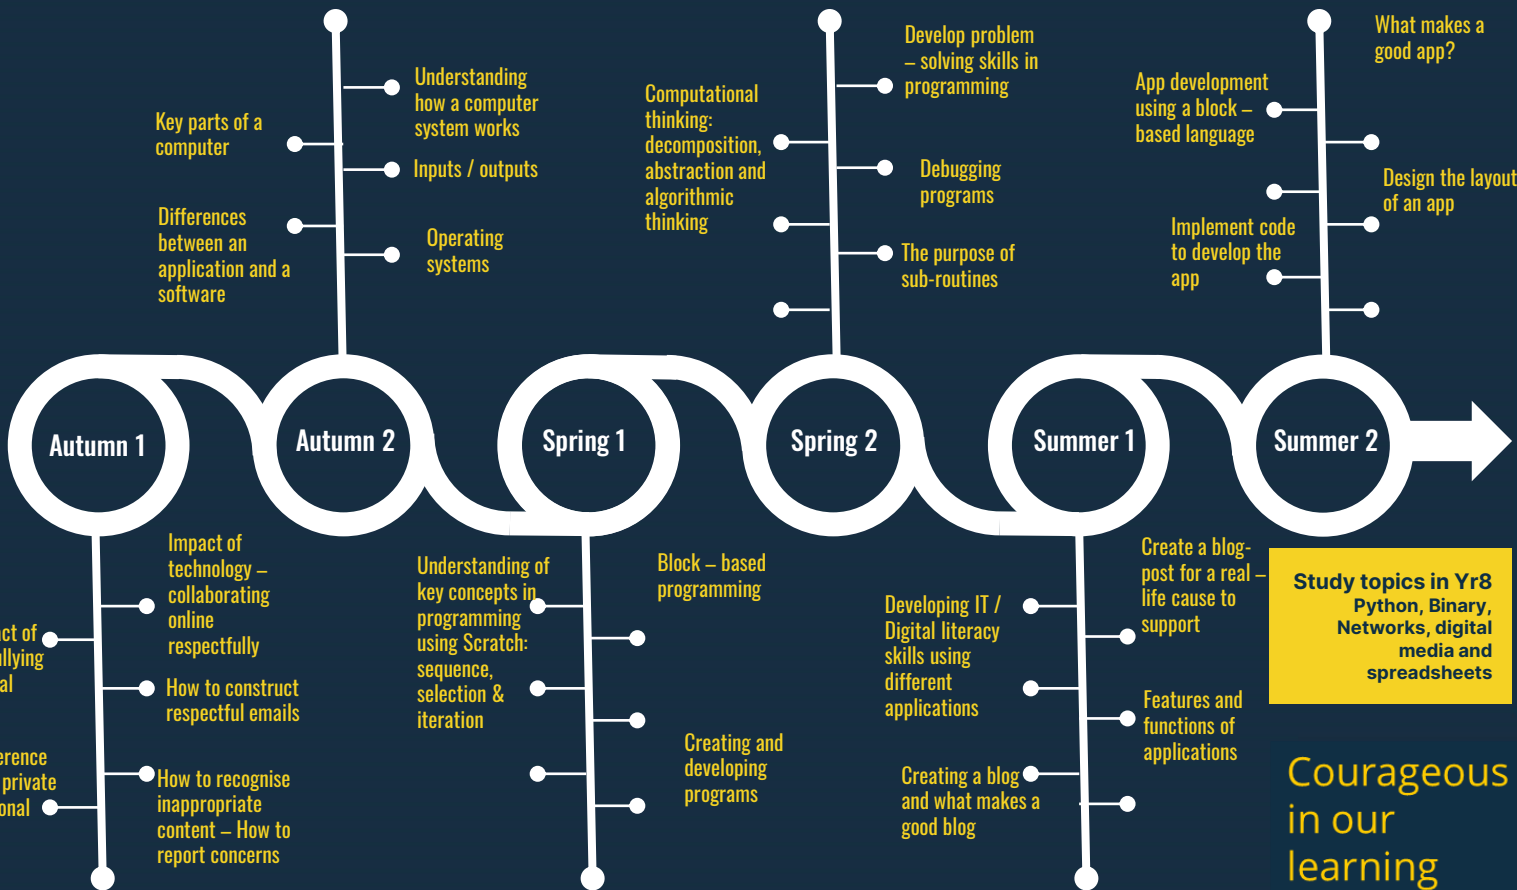 Key parts of a
computer
Differences
between an
application and a
software
Understanding
how a computer
system works
Inputs / outputs
Operating
systems
Computational
thinking:
decomposition,
abstraction and
algorithmic
thinking
Develop problem
– solving skills in
programming
Debugging
programs
The purpose of
sub-routines
App development
using a block –
based language
Implement code
to develop the
app
What makes a
good app?
Design the layout
of an app
Autumn 1
Autumn 2
Spring 1
Spring 2
Summer 1
Summer 2
of
private
Impact of
technology –
collaborating
online
respectfully
How to construct
respectful emails
How to recognise
inappropriate
content – How to
report concerns
Understanding of
key concepts in
programming
using Scratch:
sequence,
selection &
iteration
Block – based
programming
Creating and
developing
programs
Developing IT /
Digital literacy
skills using
different
applications
Creating a blog
and what makes a
good blog
Create a blog-
post for a real –
life cause to
support
Features and
functions of
applications
Study topics in Yr8
Python, Binary,
Networks, digital
media and
spreadsheets
Courageous
in our
learning